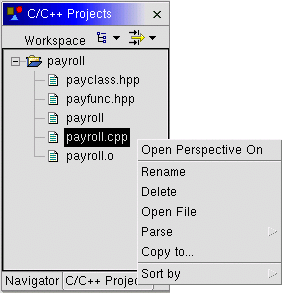 C/C++ Projects
Workspace
payroll
payclass.hpp
payfunc.hpp
payroll
payroll.cpp
payroll.o
Open Perspective On
Rename
Delete
Open File
Parse
Copy to...
Sort by
Navigator C/C++ Projec